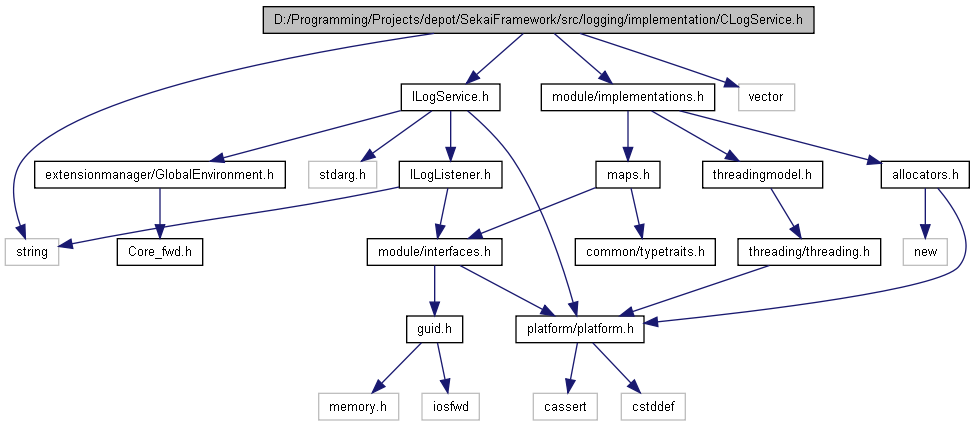 D:/Programming/Projects/depot/SekaiFramework/src/logging/implementation/CLogService.h
ILogService.h
module/implementations.h
vector
extensionmanager/GlobalEnvironment.h
stdarg.h
ILogListener.h
maps.h
threadingmodel.h
allocators.h
string
Core_fwd.h
module/interfaces.h
common/typetraits.h
threading/threading.h
new
guid.h
platform/platform.h
memory.h
iosfwd
cassert
cstddef